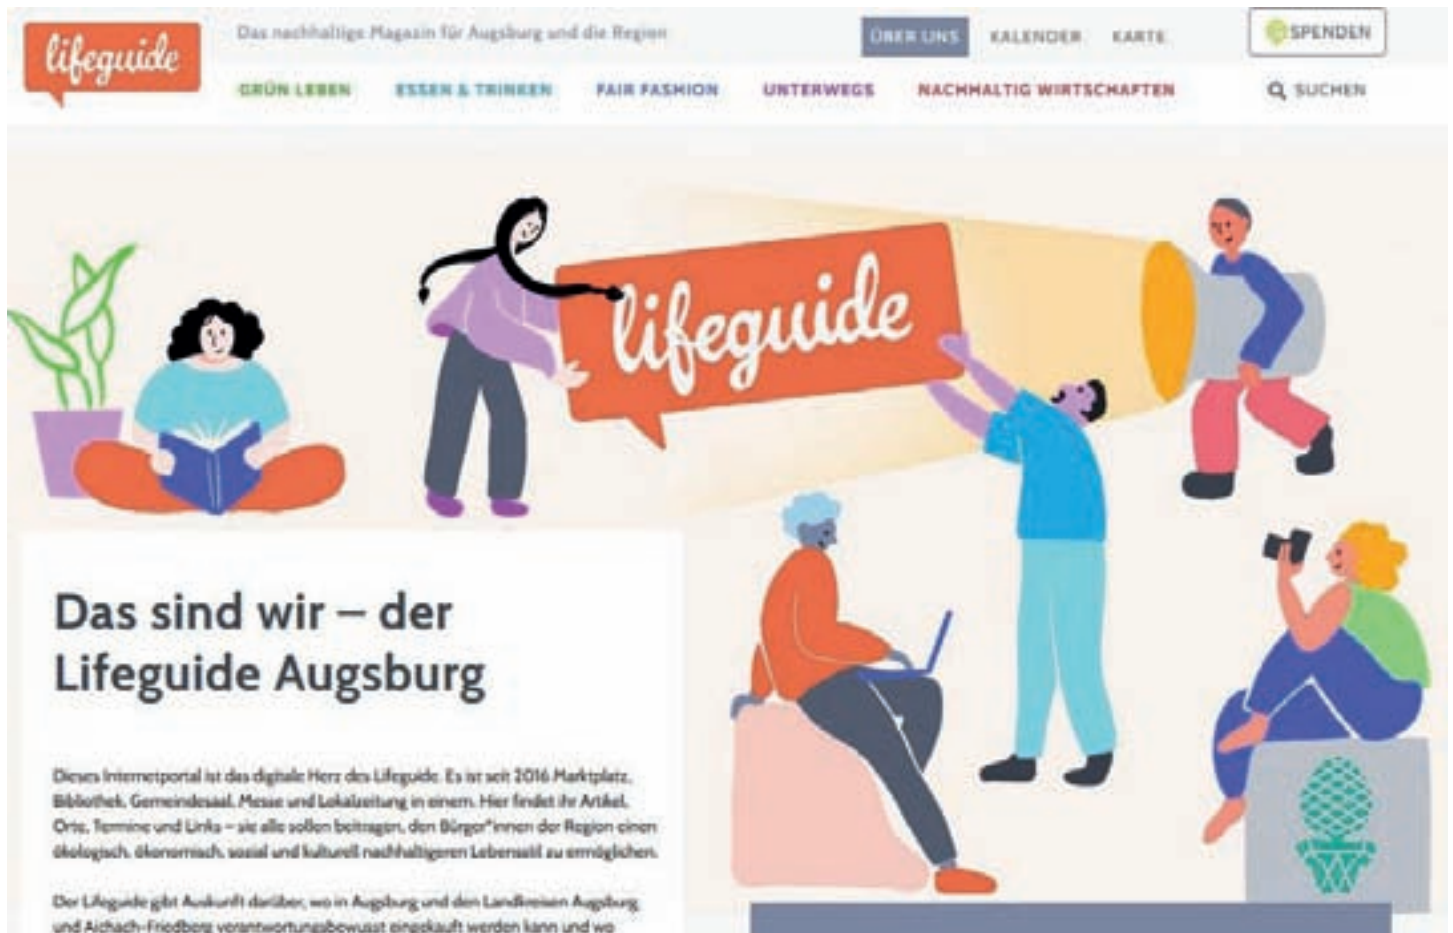 lifeguide
Das nachhaltige Magazin für Augsburg und die Region
ÜBER UNS
KALENDER
KARTE
SPENDEN
GRÜN LEBEN
ESSEN & TRINKEN
FAIR FASHION
UNTERWEGS
NACHHALTIG WIRTSCHAFTEN
SUCHEN
lifeguide
Das sind wir – der
Lifeguide Augsburg
Dieses Internetportal ist das digitale Herz des Lifeguide. Es ist seit 2016 Marktplatz,
Bibliothek, Gemeindesaal, Messe und Lokalzeitung in einem. Hier findet ihr Artikel,
Orte, Termine und Links – sie alle sollen beitragen, den Bürger*innen der Region einen
ökologisch, ökonomisch, sozial und kulturell nachhaltigeren Lebensstil zu ermöglichen.
Der Lifeguide gibt Auskunft darüber, wo in Augsburg und den Landkreisen Augsburg
und Aichach-Friedberg verantwortungsbewusst eingekauft werden kann und wo